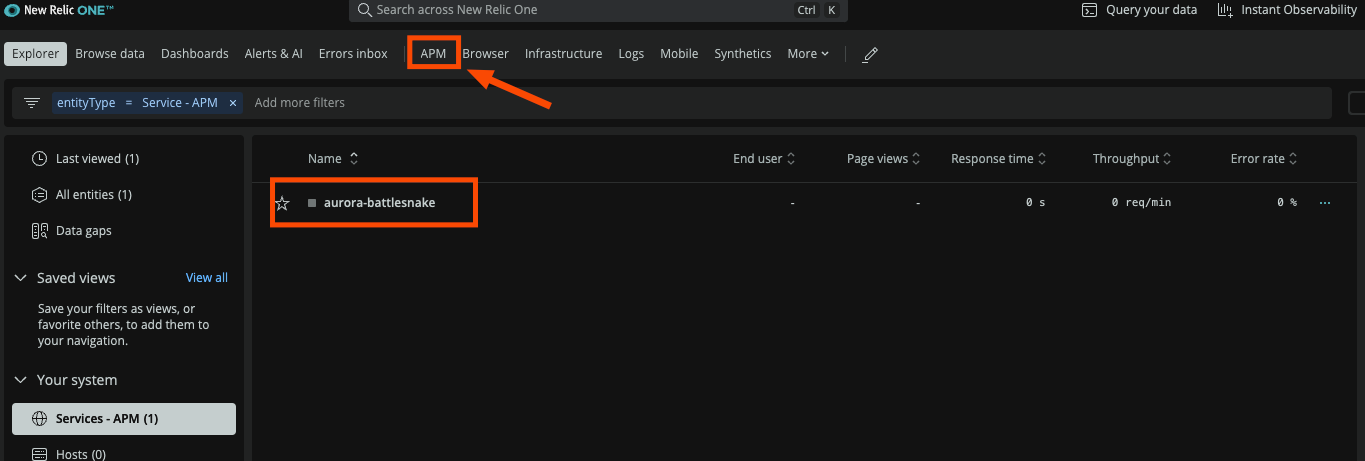 New Relic ONE™ Search across New Relic One Ctrl K Query your data Instant Observability
Explorer Browse data Dashboards Alerts & AI Errors inbox APM Browser Infrastructure Logs Mobile Synthetics More
entityType = Service - APM × Add more filters
Last viewed (1)
All entities (1)
Data gaps
Saved views View all
Save your filters as views, or
favorite others, to add them to
your navigation.
Your system
Services - APM (1)
Hosts (0)
Name End user Page views Response time Throughput Error rate
aurora-battlesnake - - 0 s 0 req/min 0 % ...